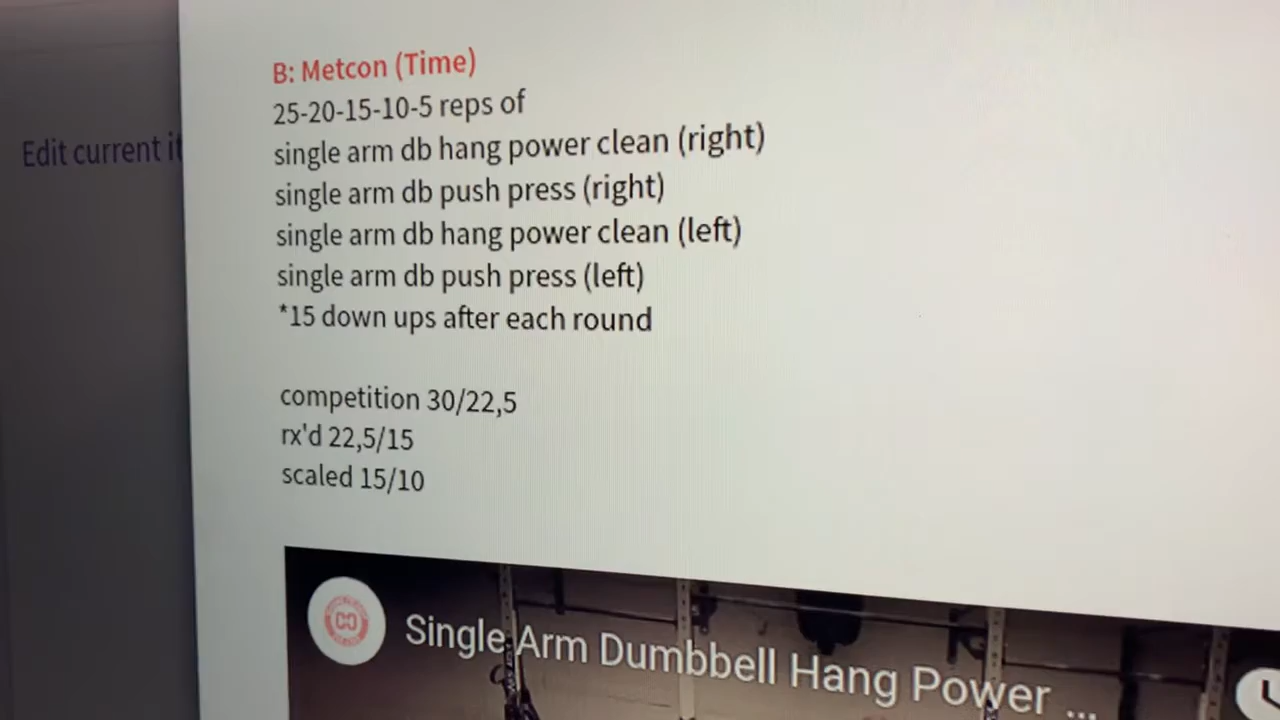 B: Metcon (Time)
25-20-15-10-5 reps of
single arm db hang power clean (right)
single arm db push press (right)
single arm db hang power clean (left)
single arm db push press (left)
*15 down ups after each round
competition 30/22,5
rx'd 22,5/15
scaled 15/10
Edit current it
Single Arm Dumbbell Hang Power ...